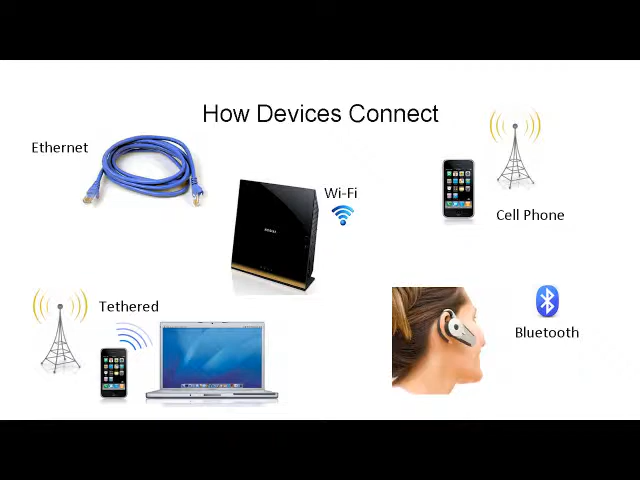 How Devices Connect
Ethernet
Wi-Fi
Cell Phone
Tethered
Bluetooth